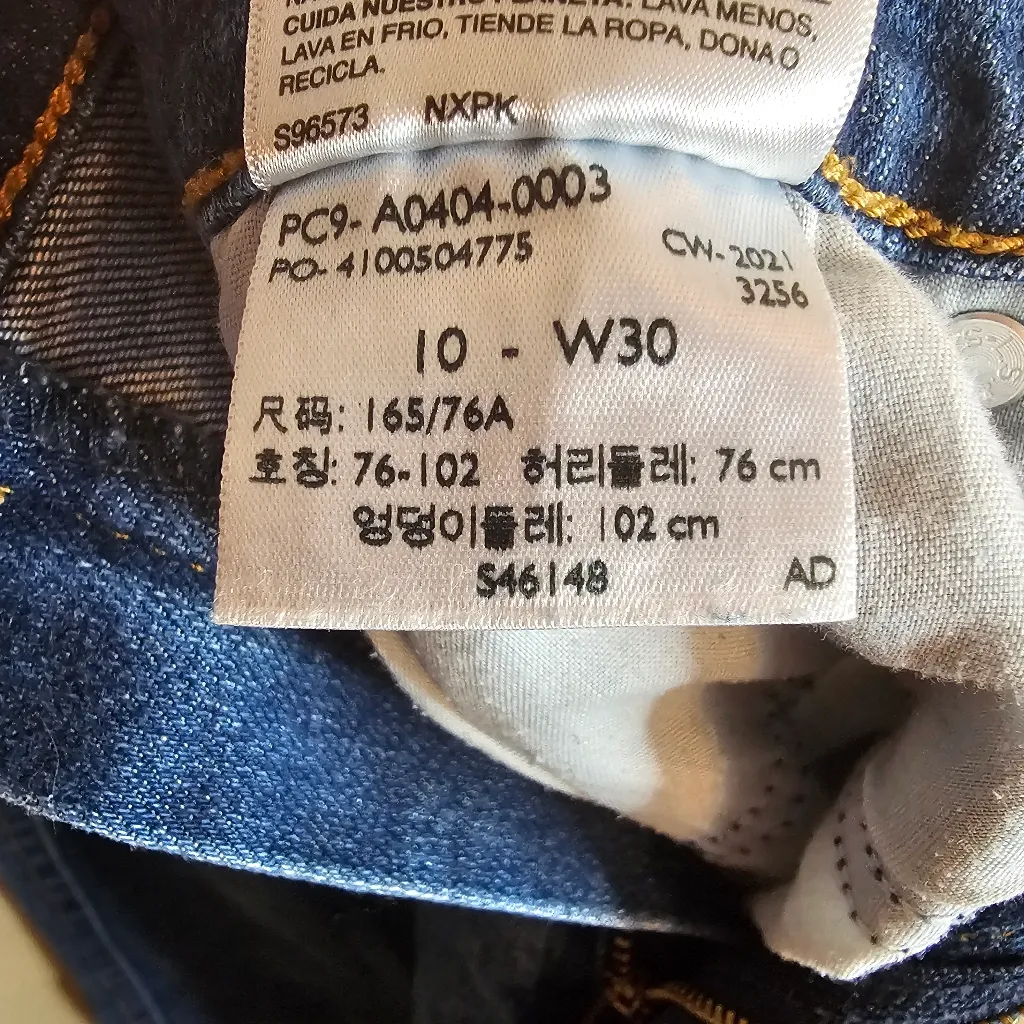 CUIDA NUESTRO PLANETA: LAVA MENOS,
LAVA EN FRIO, TIENDE LA ROPA, DONA O
RECICLA.
S96573 NXPK
PC9- A0404-0003
PO- 4100504775 CW- 2021
3256
10 - W30
尺码: 165/76A
호칭: 76-102 허리둘레: 76 cm
엉덩이둘레: 102 cm
S46148 AD